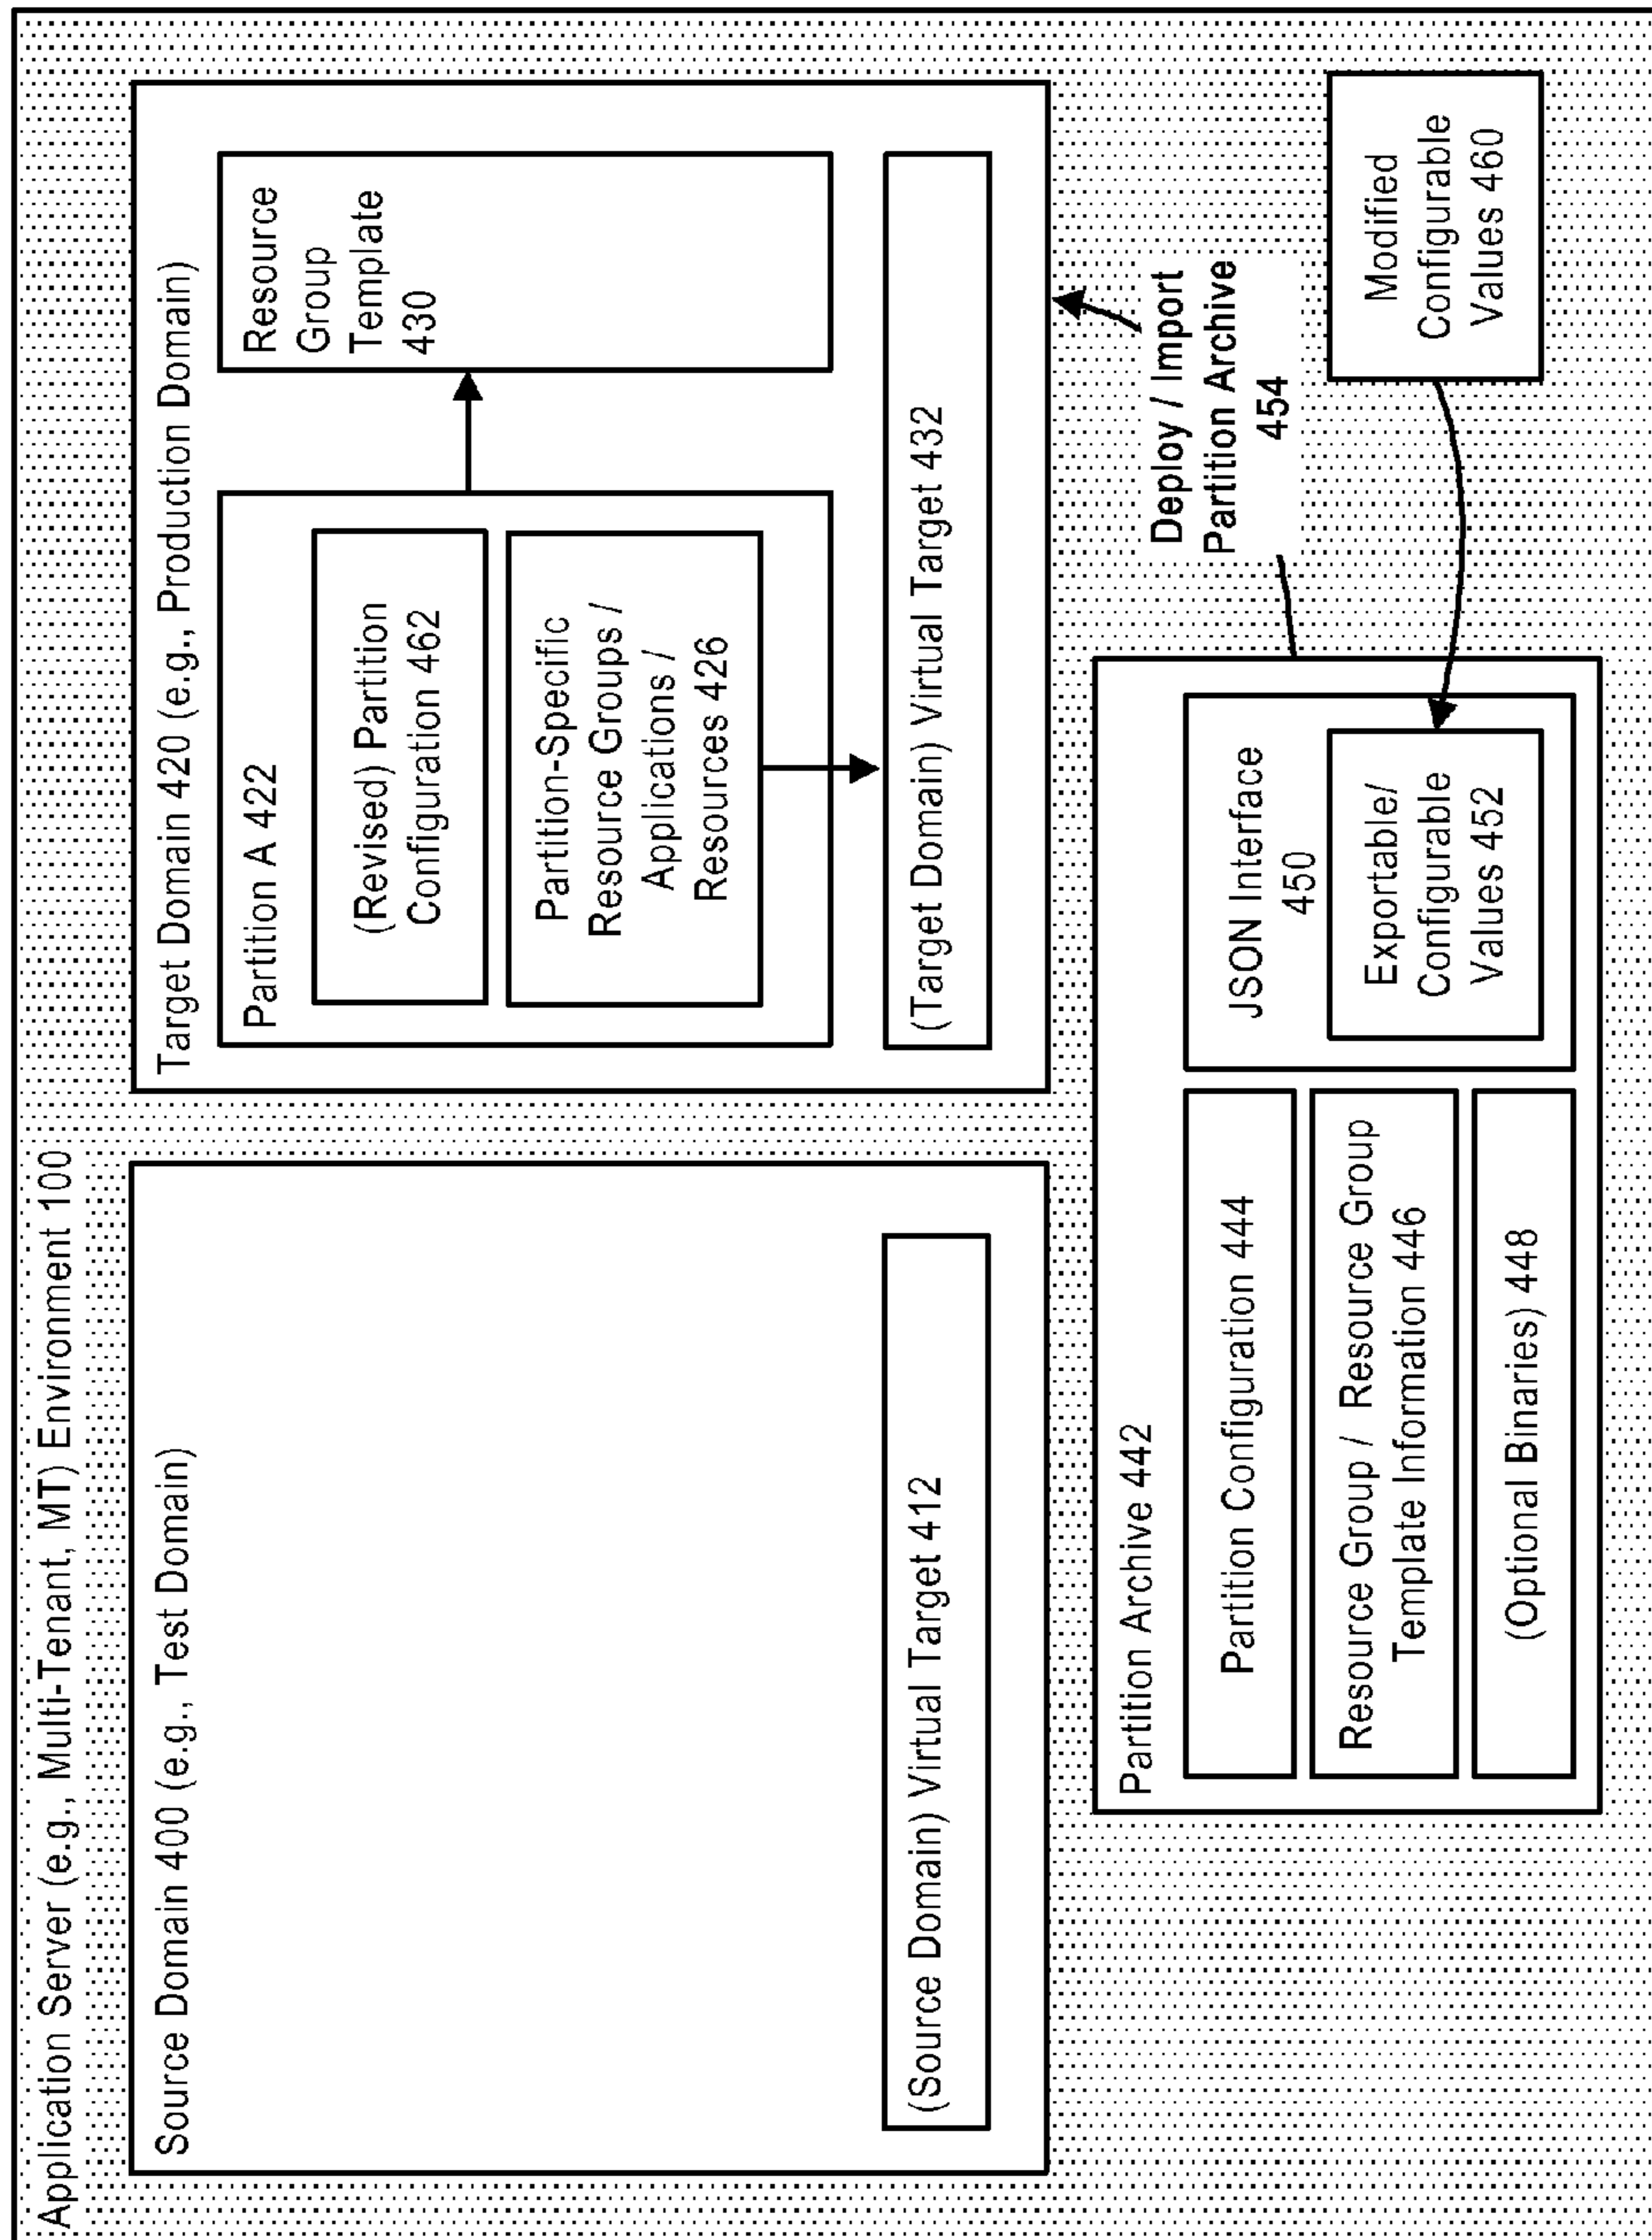 Application Server (e.g., Multi-Tenant, MT) Environment 100
Source Domain 400 (e.g., Test Domain)
(Source Domain) Virtual Target 412
Target Domain 420 (e.g., Production Domain)
Partition A 422
(Revised) Partition
Configuration 462
Partition-Specific
Resource Groups /
Applications /
Resources 426
Resource
Group
Template
430
(Target Domain) Virtual Target 432
Partition Archive 442
Partition Configuration 444
Resource Group / Resource Group
Template Information 446
(Optional Binaries) 448
JSON Interface
450
Exportable/
Configurable
Values 452
Deploy / Import
Partition Archive
454
Modified
Configurable
Values 460